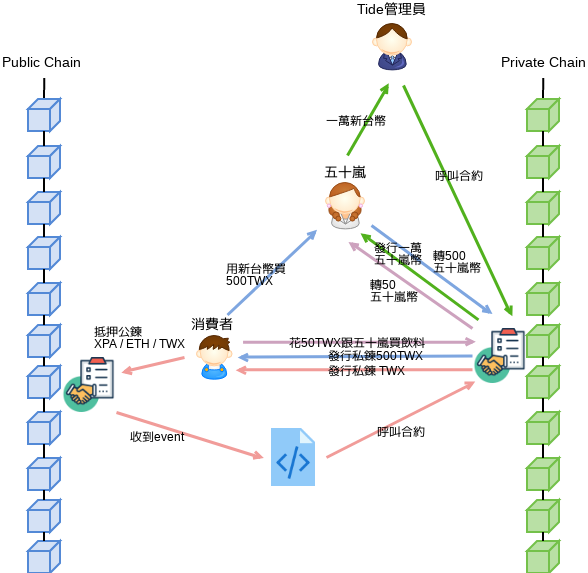 Tide管理員
Public Chain
Private Chain
一萬新台幣
五十嵐
呼叫合約
發行一萬
五十嵐幣
轉500
五十嵐幣
用新台幣買
500TWX
轉50
五十嵐幣
消費者
抵押公鍊
XPA / ETH / TWX
花50TWX跟五十嵐買飲料
發行私鍊500TWX
發行私鍊 TWX
收到event
呼叫合約